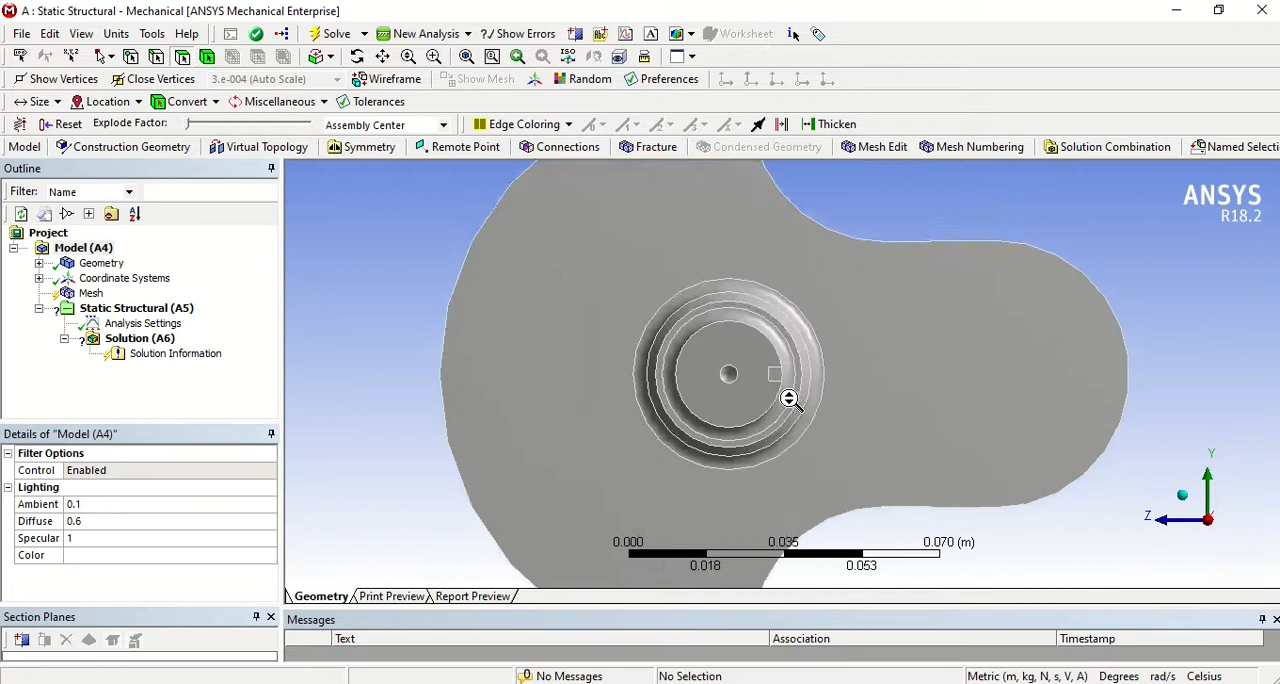 A : Static Structural - Mechanical [ANSYS Mechanical Enterprise]
File Edit View Units Tools Help Solve New Analysis ?/ Show Errors Worksheet
Show Vertices Close Vertices 3.e-004 (Auto Scale) Wireframe Show Mesh Random Preferences
Size Location Convert Miscellaneous Tolerances
Reset Explode Factor: Assembly Center Edge Coloring Thicken
Model Construction Geometry Virtual Topology Symmetry Remote Point Connections Fracture Condensed Geometry Mesh Edit Mesh Numbering Solution Combination Named Selecti
Outline
Filter: Name
Project
Model (A4)
Geometry
Coordinate Systems
Mesh
Static Structural (A5)
Analysis Settings
Solution (A6)
Solution Information
Details of "Model (A4)"
Filter Options
Control Enabled
Lighting
Ambient 0.1
Diffuse 0.6
Specular 1
Color
Section Planes
ANSYS
R18.2
Y
Z
0.000 0.035 0.070 (m)
0.018 0.053
Geometry Print Preview Report Preview
Messages
Text Association Timestamp
No Messages No Selection Metric (m, kg, N, s, V, A) Degrees rad/s Celsius